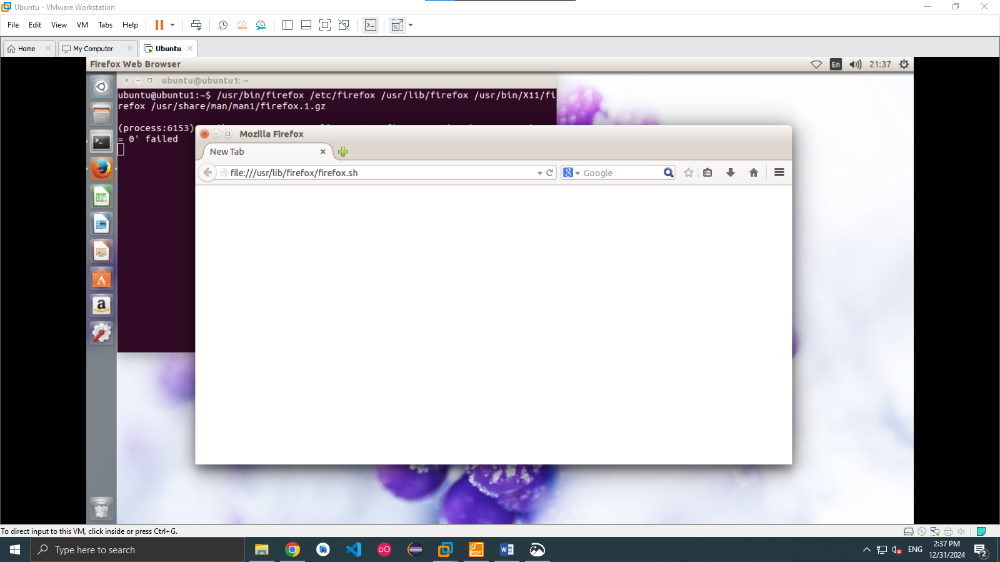 Ubuntu - VMware Workstation
File Edit View VM Tabs Help
Home My Computer Ubuntu
Firefox Web Browser En 21:37
ubuntu@ubuntu1: ~
ubuntu@ubuntu1:~$ /usr/bin/firefox /etc/firefox /usr/lib/firefox /usr/bin/X11/fi
refox /usr/share/man/man1/firefox.1.gz
(process:6153)
= 0' failed
Mozilla Firefox
New Tab
file:///usr/lib/firefox/firefox.sh Google
To direct input to this VM, click inside or press Ctrl+G.
Type here to search
ENG
2:37 PM
12/31/2024
2